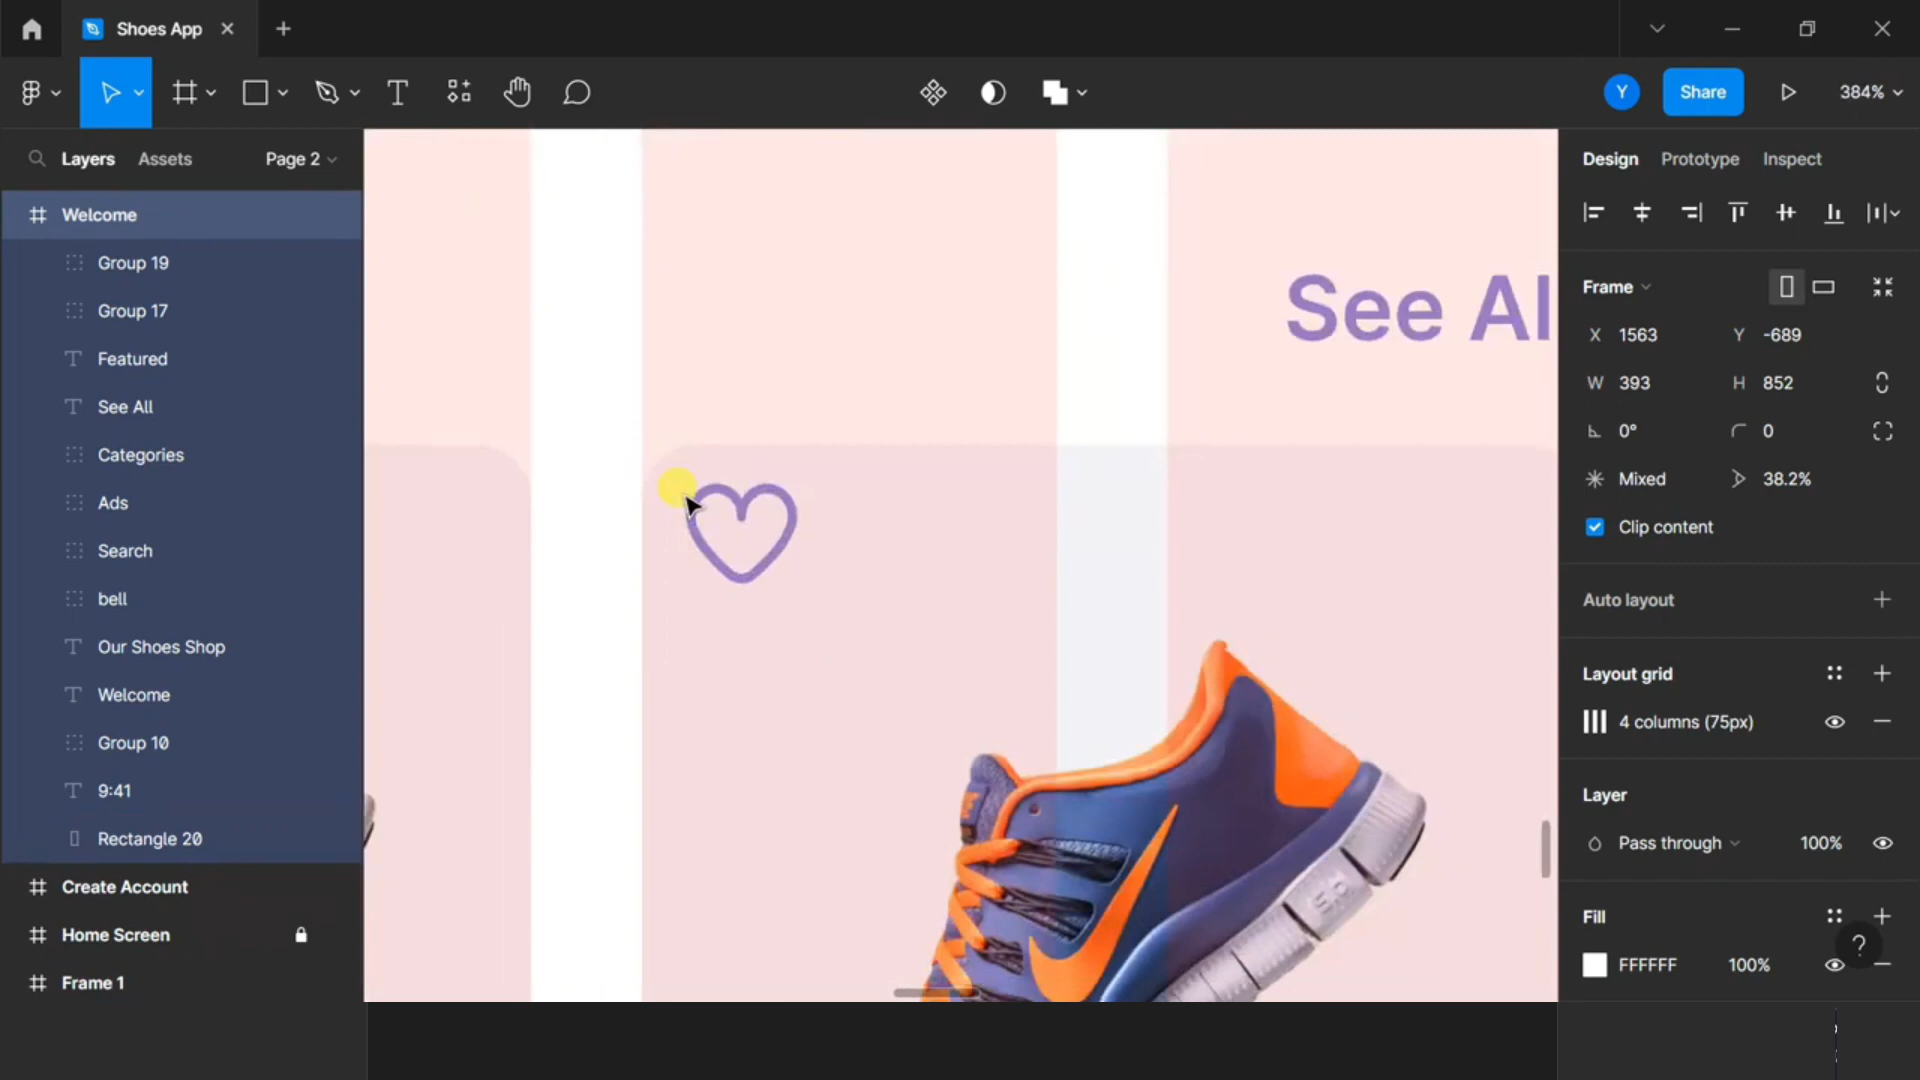 Shoes App
T
Y
Share
384%
Layers
Assets
Page 2
Design
Prototype
Inspect
Welcome
Group 19
Group 17
Featured
See All
Categories
Ads
Search
bell
Our Shoes Shop
Welcome
Group 10
9:41
Rectangle 20
Create Account
Home Screen
Frame 1
See Al
Frame
X 1563 Y -689
W 393 H 852
0° 0
Mixed 38.2%
Clip content
Auto layout
Layout grid
4 columns (75px)
Layer
Pass through 100%
Fill
FFFFFF 100%
?